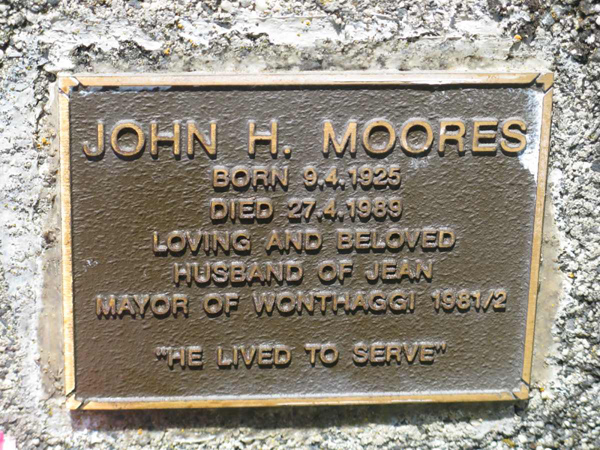 JOHN H. MOORES
BORN 9.4.1925
DIED 27.4.1989
LOVING AND BELOVED
HUSBAND OF JEAN
MAYOR OF WONTHAGGI 1981/2
"HE LIVED TO SERVE"